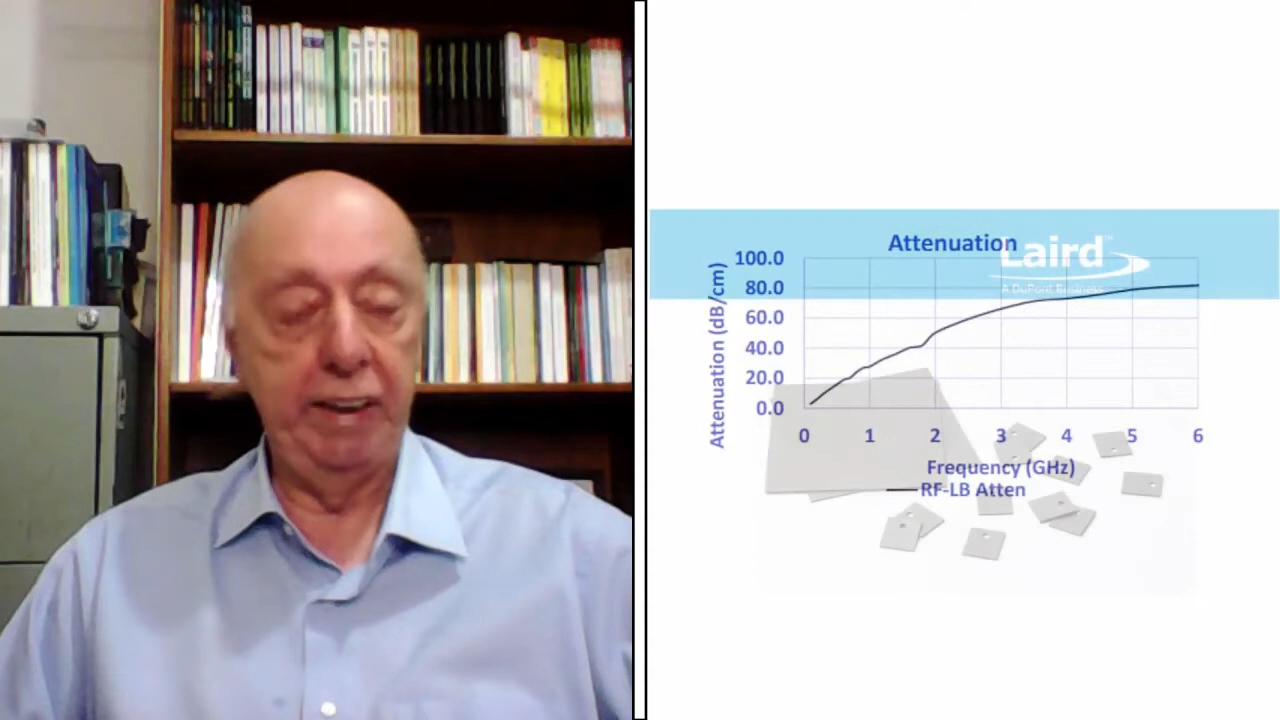 Attenuation
Laird™
A DuPont Business
Attenuation (dB/cm)
100.0
80.0
60.0
40.0
20.0
0.0
0 1 2 3 4 5 6
Frequency (GHz)
RF-LB Atten